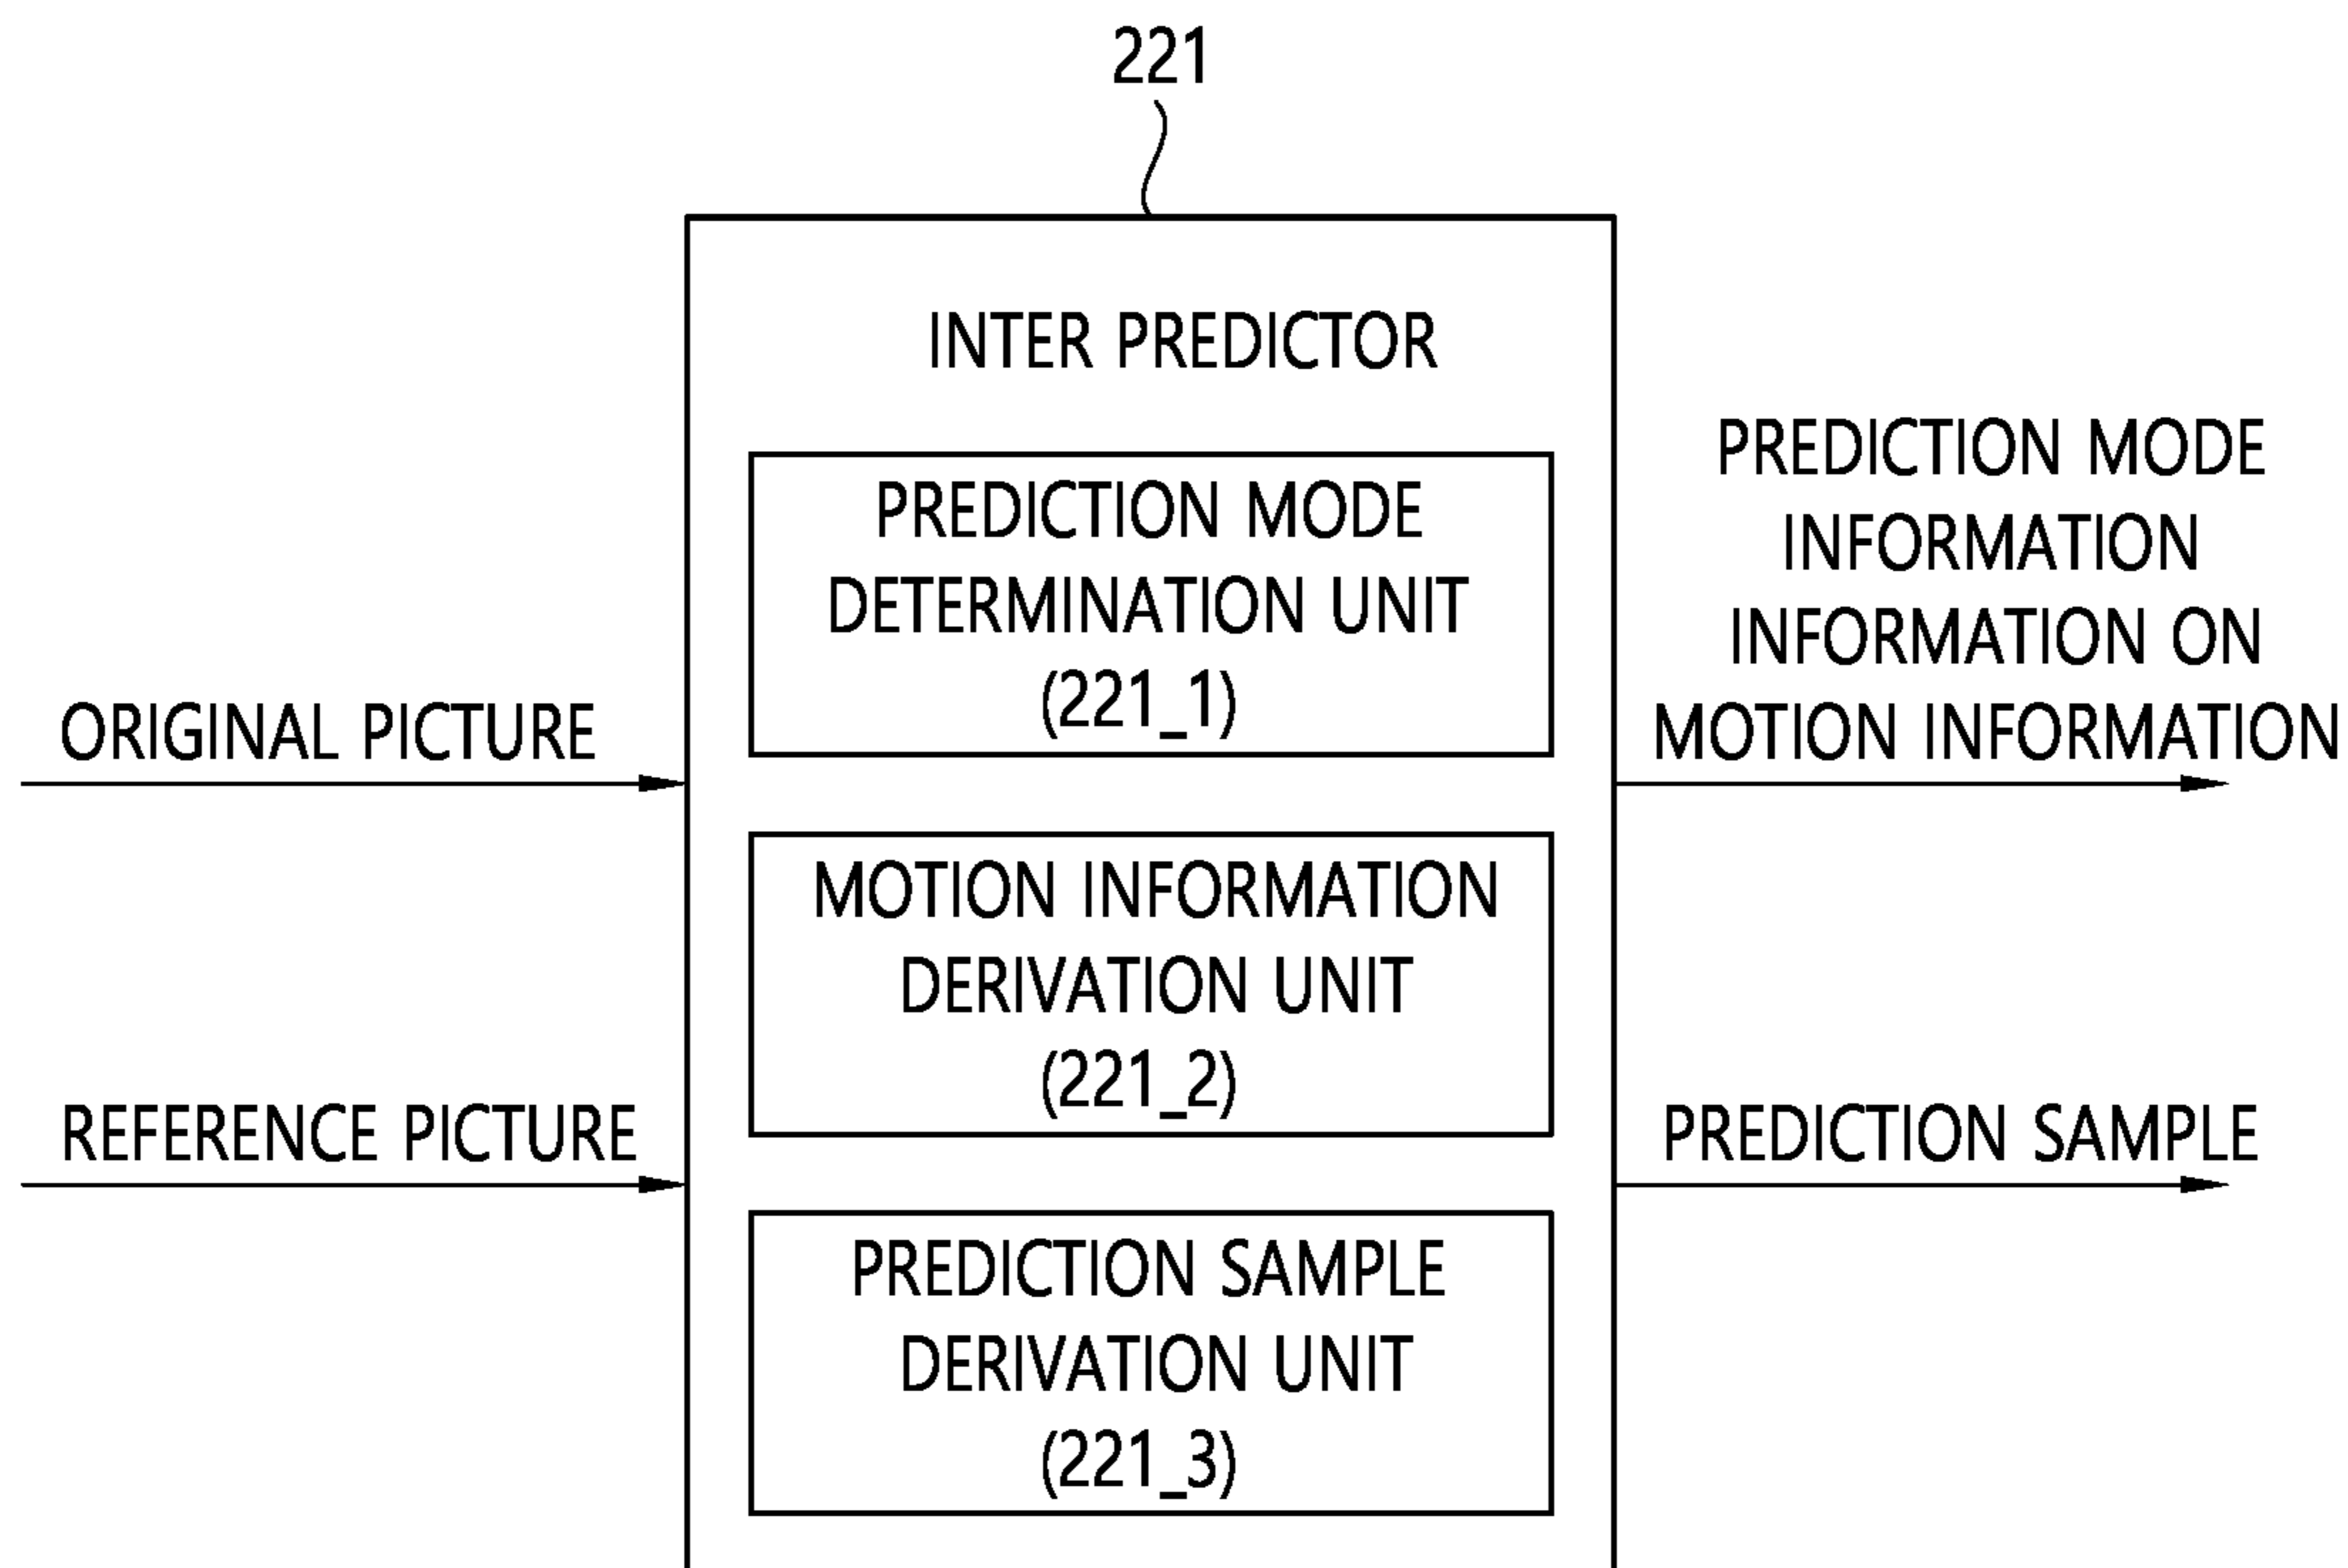 221
INTER PREDICTOR
PREDICTION MODE
DETERMINATION UNIT
(221_1)
MOTION INFORMATION
DERIVATION UNIT
(221_2)
PREDICTION SAMPLE
DERIVATION UNIT
(221_3)
ORIGINAL PICTURE
REFERENCE PICTURE
PREDICTION MODE
INFORMATION
INFORMATION ON
MOTION INFORMATION
PREDICTION SAMPLE